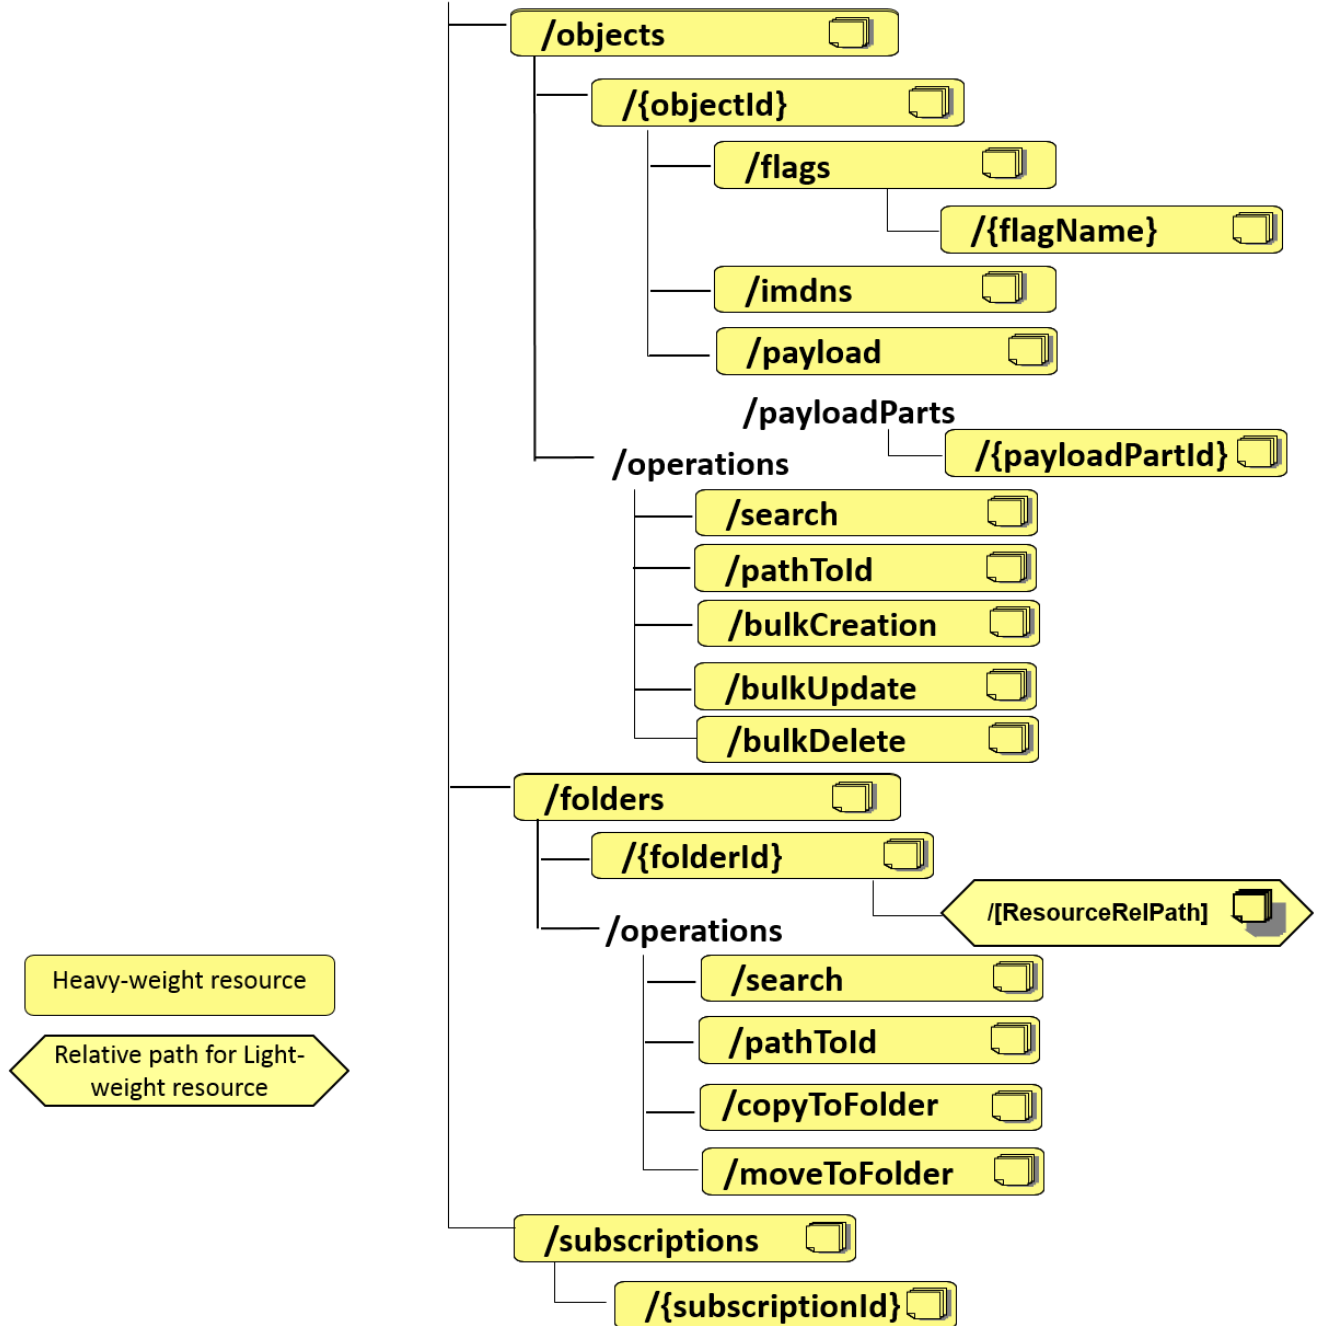 /objects
/{objectId}
/flags
/{flagName}
/imdns
/payload
/payloadParts
/{payloadPartId}
/operations
/search
/pathToId
/bulkCreation
/bulkUpdate
/bulkDelete
/folders
/{folderId}
/[ResourceRelPath]
/operations
/search
/pathToId
/copyToFolder
/moveToFolder
/subscriptions
/{subscriptionId}
Heavy-weight resource
Relative path for Light-
weight resource